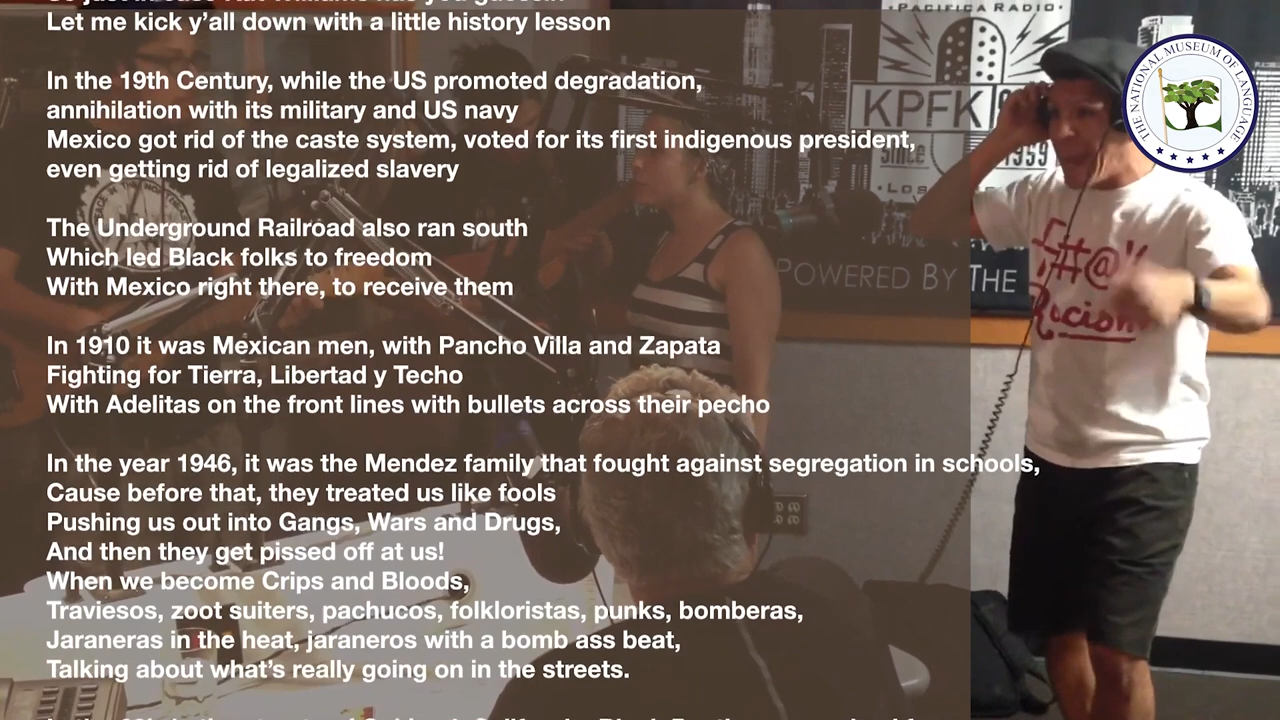 Let me kick y’all down with a little history lesson
In the 19th Century, while the US promoted degradation,
annihilation with its military and US navy
Mexico got rid of the caste system, voted for its first indigenous president,
even getting rid of legalized slavery
The Underground Railroad also ran south
Which led Black folks to freedom
With Mexico right there, to receive them
In 1910 it was Mexican men, with Pancho Villa and Zapata
Fighting for Tierra, Libertad y Techo
With Adelitas on the front lines with bullets across their pecho
In the year 1946, it was the Mendez family that fought against segregation in schools,
Cause before that, they treated us like fools
Pushing us out into Gangs, Wars and Drugs,
And then they get pissed off at us!
When we become Crips and Bloods,
Traviesos, zoot suiters, pachucos, folkloristas, punks, bomberas,
Jaraneras in the heat, jaraneros with a bomb ass beat,
Talking about what’s really going on in the streets.
·PACIFICA RADIO·
KPFK
SINCE 1959
POWERED BY THE
[#@%
Racism
THE NATIONAL MUSEUM OF LANGUAGE